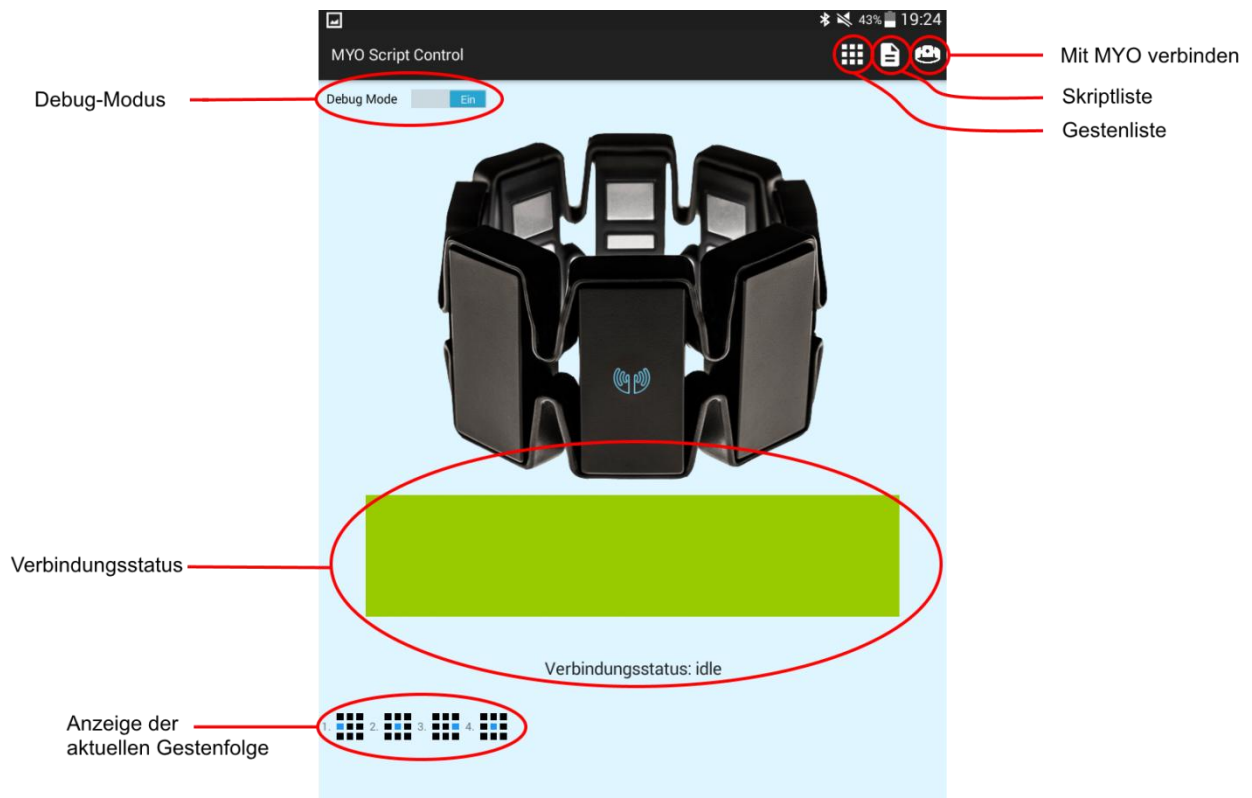 43% 19:24
MYO Script Control
Mit MYO verbinden
Skriptliste
Gestenliste
Debug-Modus
Debug Mode Ein
Verbindungsstatus
Verbindungsstatus: idle
Anzeige der
aktuellen Gestenfolge
1. 2. 3. 4.